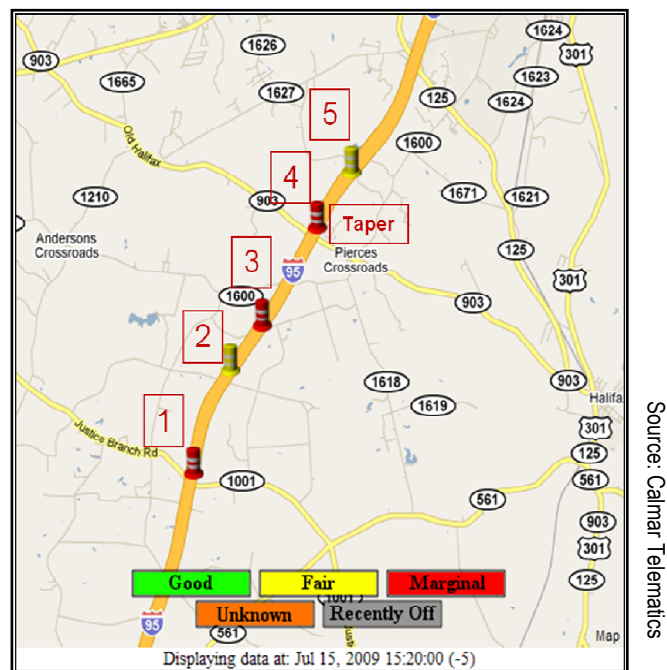 1624
301
1626
903
1623
1665
1627
125
1624
5
1600
Old Halifax
4
1671
1621
1210
903
Taper
125
Andersons
Crossroads
3
Pierces
Crossroads
95
301
1600
903
2
1618
903
1619
Halifa
1
301
Justice Branch Rd
125
1001
561
561
903
301
Good
Fair
Marginal
125
1001
Unknown
Recently Off
95
561
Just
Map
Displaying data at: Jul 15, 2009 15:20:00 (-5)
Source: Calmar Telematics